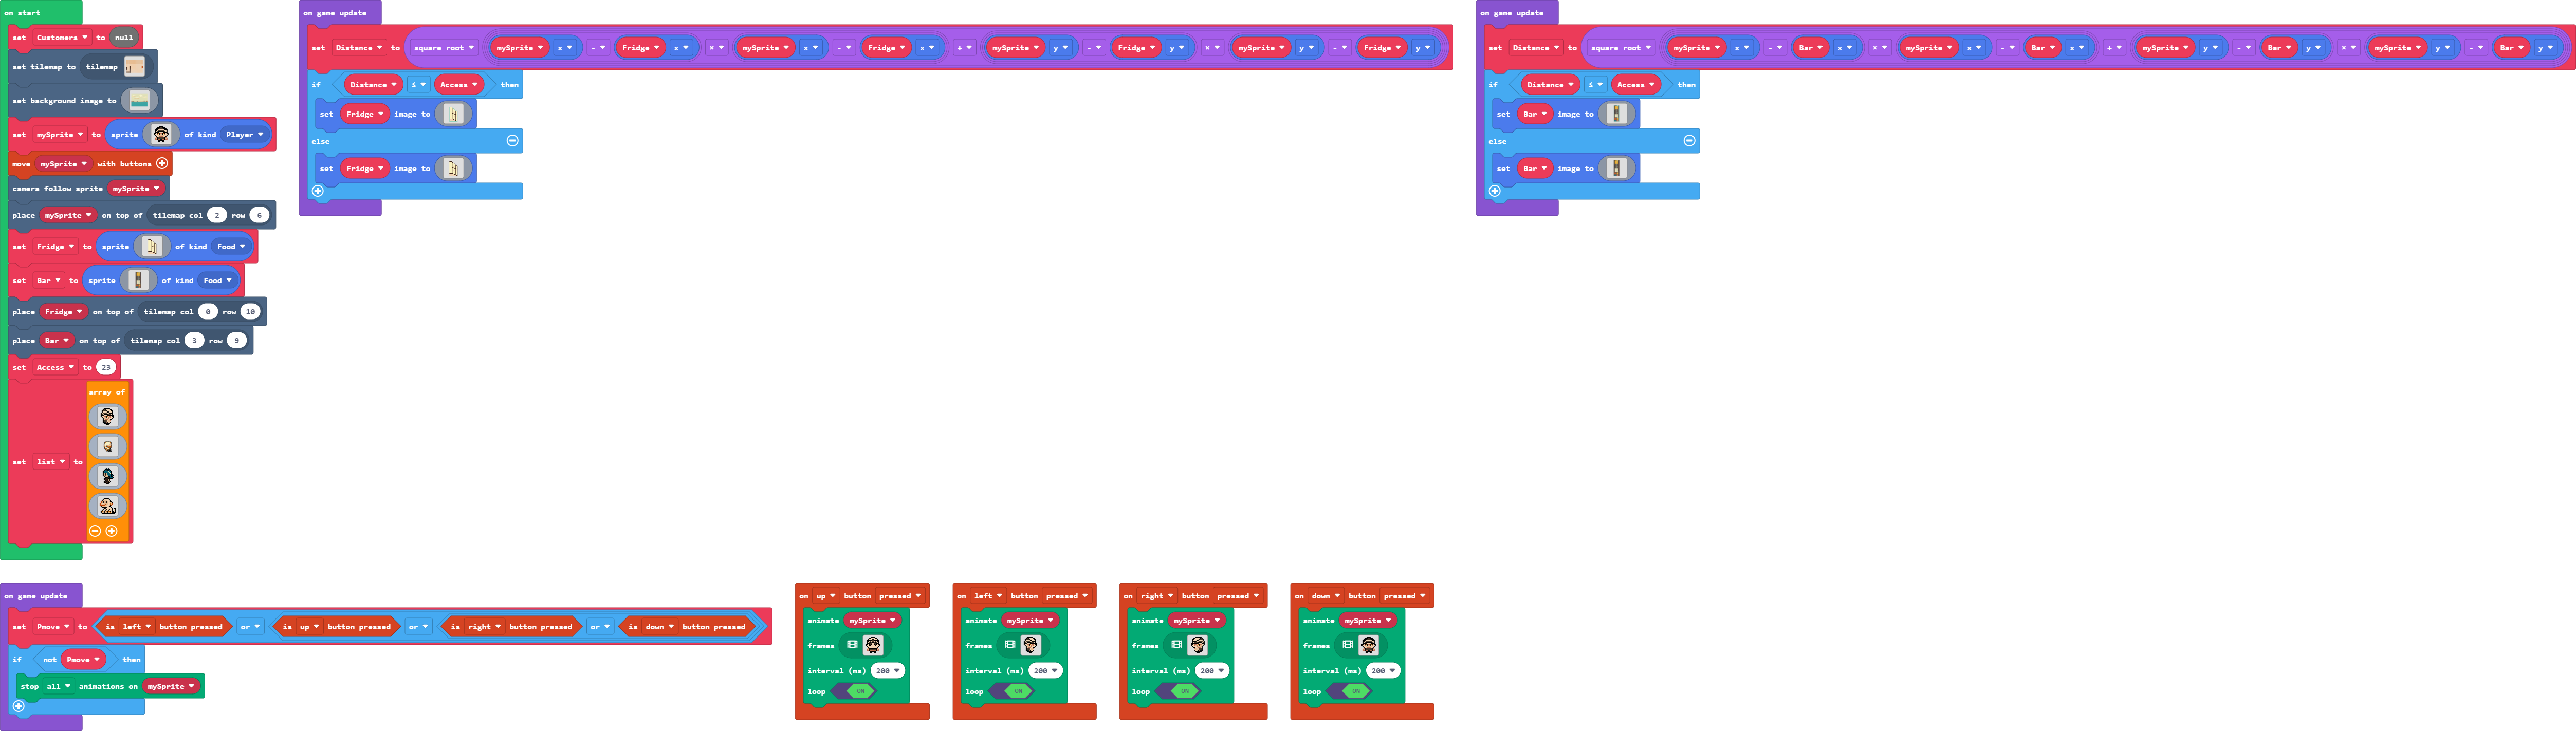 on start
set Customers to null
set tilemap to tilemap
set background image to
set mySprite to sprite of kind Player
move mySprite with buttons
camera follow sprite mySprite
place mySprite on top of tilemap col 2 row 6
set Fridge to sprite of kind Food
set Bar to sprite of kind Food
place Fridge on top of tilemap col 0 row 10
place Bar on top of tilemap col 3 row 9
set Access to 23
array of
set list to
on game update
set Distance to square root mySprite x - Fridge x × mySprite x - Fridge x + mySprite y - Fridge y × mySprite y - Fridge y
if Distance ≤ Access then
set Fridge image to
else
set Fridge image to
on game update
set Distance to square root mySprite x - Bar x × mySprite x - Bar x + mySprite y - Bar y × mySprite y - Bar y
if Distance ≤ Access then
set Bar image to
else
set Bar image to
on game update
set Pmove to is left button pressed or is up button pressed or is right button pressed or is down button pressed
if not Pmove then
stop all animations on mySprite
on up button pressed
animate mySprite
frames
interval (ms) 200
loop ON
on left button pressed
animate mySprite
frames
interval (ms) 200
loop ON
on right button pressed
animate mySprite
frames
interval (ms) 200
loop ON
on down button pressed
animate mySprite
frames
interval (ms) 200
loop ON